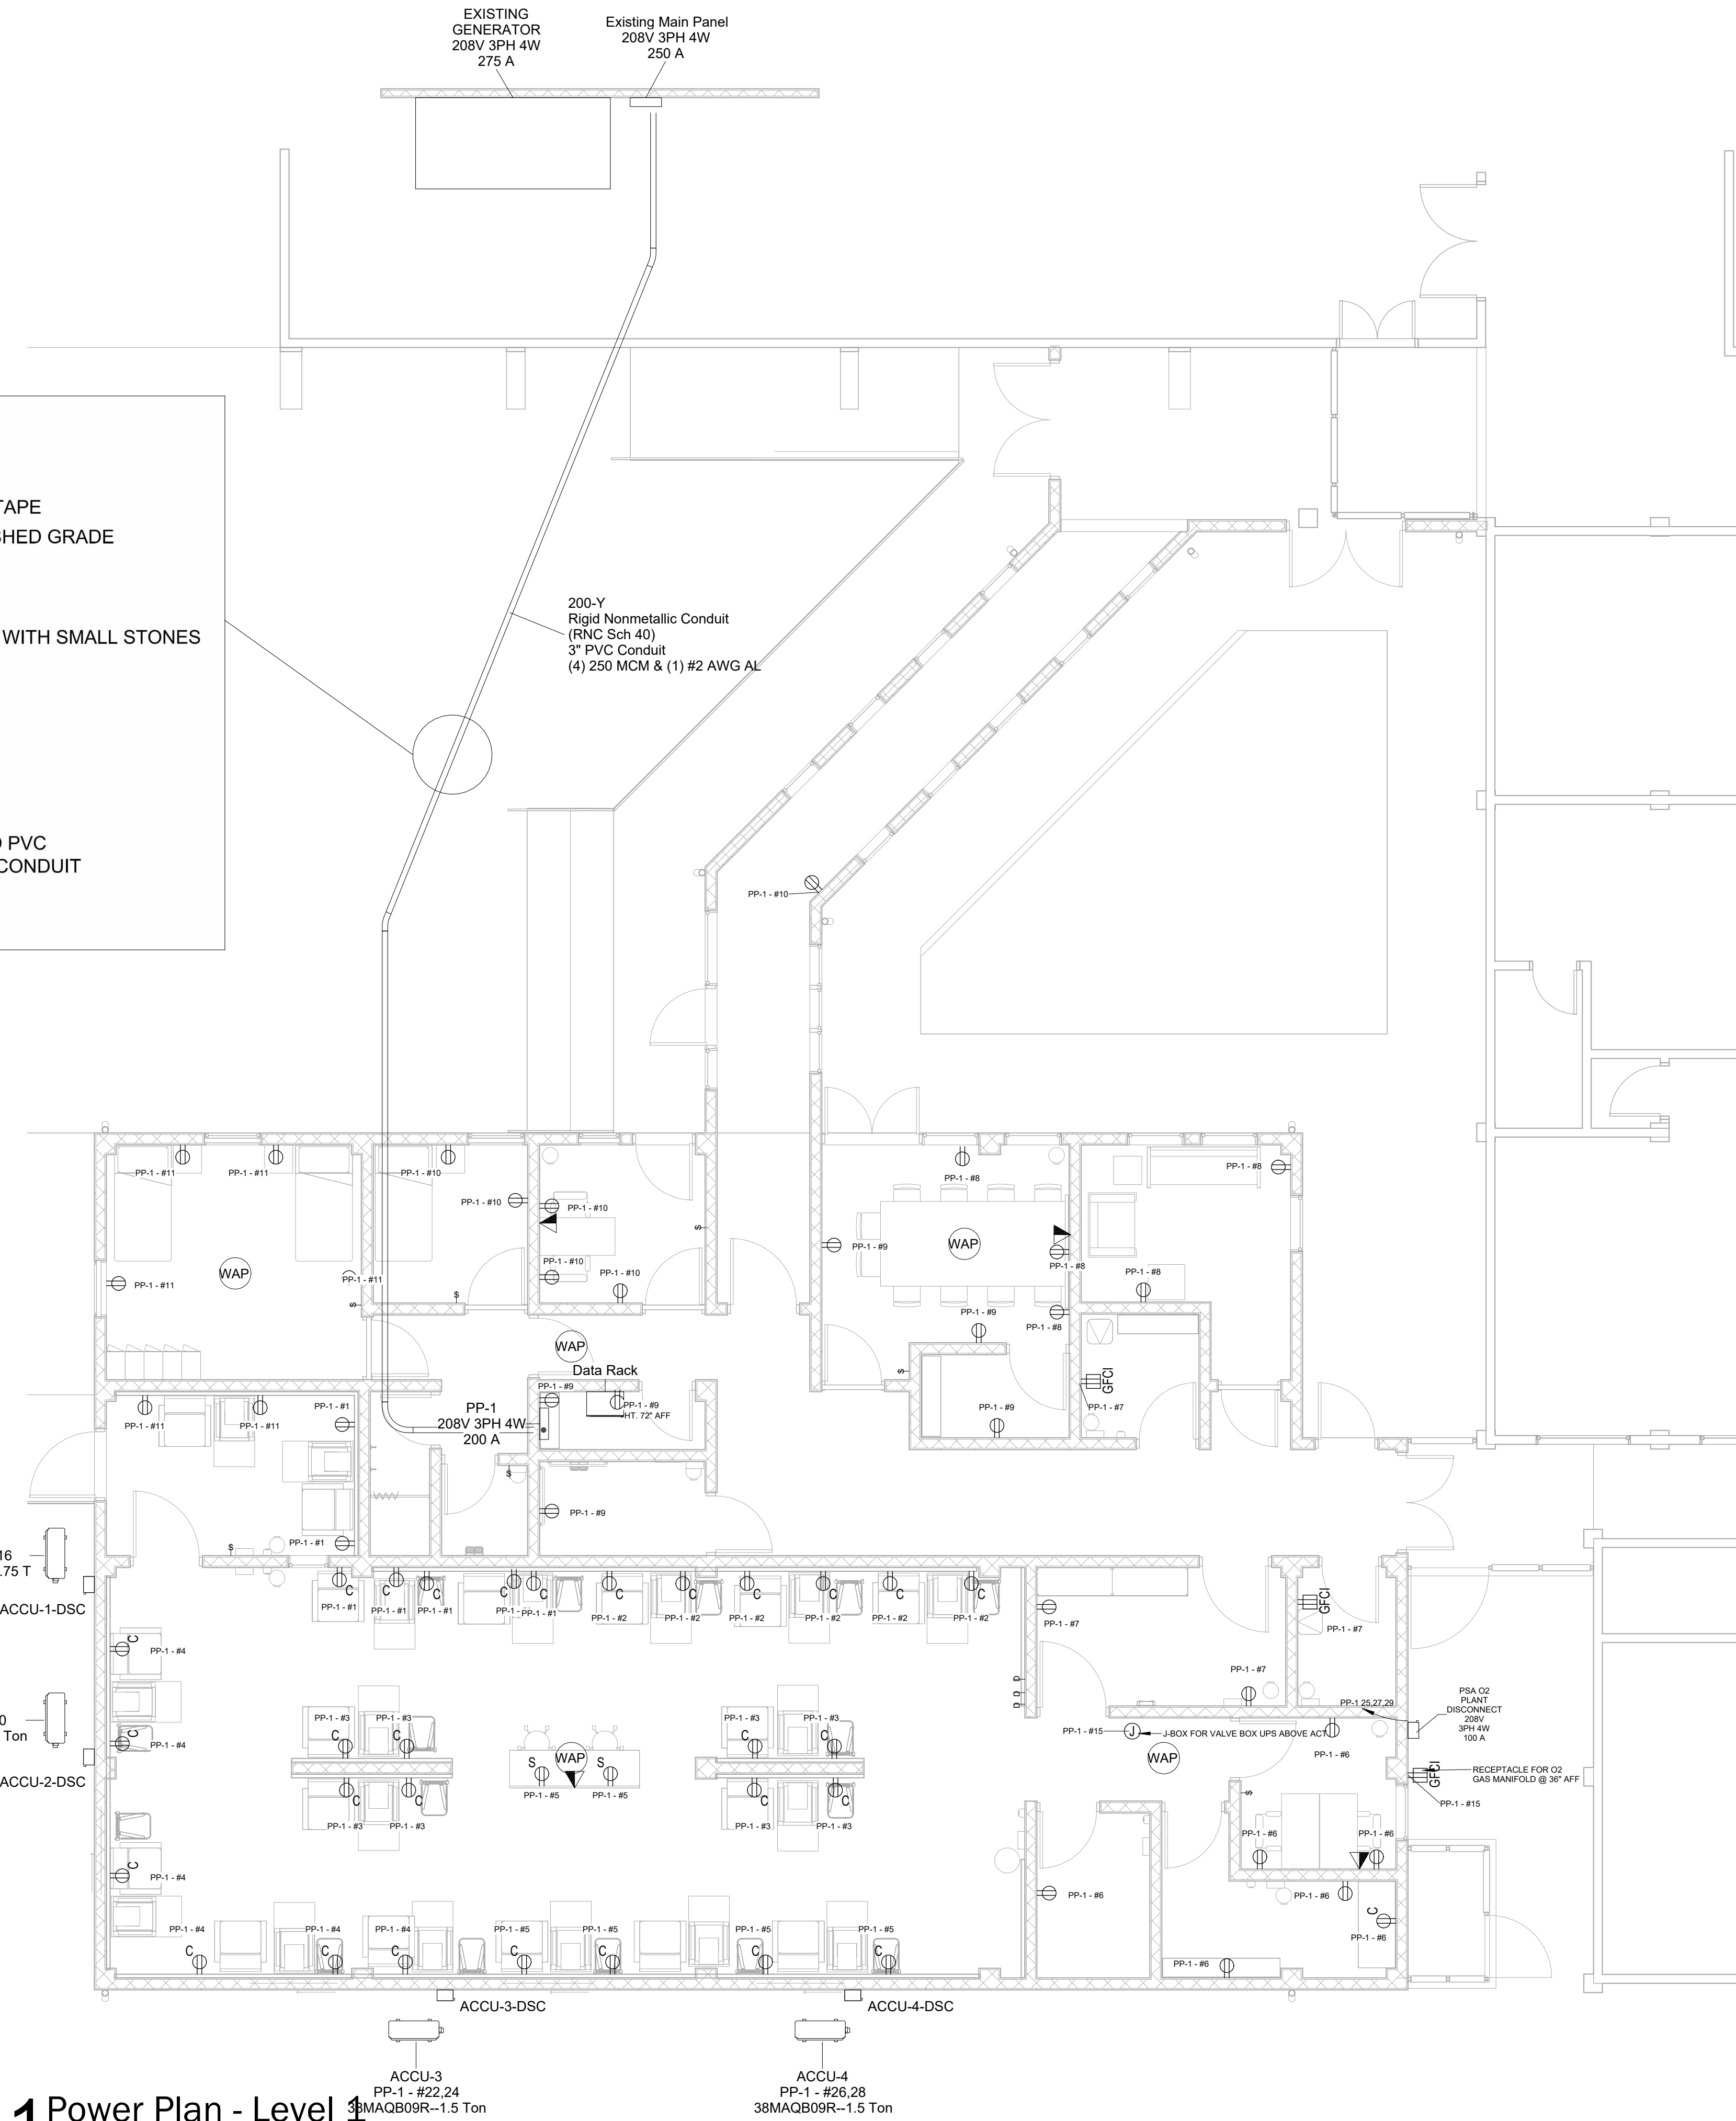 EXISTING
GENERATOR
208V 3PH 4W
275 A
Existing Main Panel
208V 3PH 4W
250 A
TAPE
SHED GRADE
WITH SMALL STONES
PVC
CONDUIT
200-Y
Rigid Nonmetallic Conduit
(RNC Sch 40)
3" PVC Conduit
(4) 250 MCM & (1) #2 AWG AL
PP-1 - #10
PP-1 - #11
PP-1 - #11
PP-1 - #10
PP-1 - #8
PP-1 - #8
PP-1 - #10
PP-1 - #10
WAP
PP-1 - #9
WAP
PP-1 - #10
PP-1 - #8
WAP
PP-1 - #11
PP-1 - #11
PP-1 - #10
PP-1 - #8
$
$
$
PP-1 - #9
PP-1 - #8
WAP
Data Rack
$
PP-1 - #9
GFCI
PP-1 - #1
PP-1
208V 3PH 4W
200 A
PP-1 - #9
HT. 72" AFF
PP-1 - #9
PP-1 - #7
PP-1 - #11
PP-1 - #11
$
PP-1 - #9
PP-1 - #1
$
16
.75 T
ACCU-1-DSC
C
C
C
C
C
C
C
C
C
C
C
PP-1 - #1
PP-1 - #1
PP-1 - #1
PP-1 -
PP-1 - #1
PP-1 - #2
PP-1 - #2
PP-1 - #2
PP-1 - #2
PP-1 - #2
PP-1 - #2
PP-1 - #7
GFCI
PP-1 - #7
C
PP-1 - #4
D
D
D
PP-1 - #7
0
Ton
PP-1 - #3
PP-1 - #3
PP-1 - #3
PP-1 - #3
PP-1 25,27,29
PSA O2
PLANT
DISCONNECT
208V
3PH 4W
100 A
C
PP-1 - #4
C
C
C
C
PP-1 - #15
J
J-BOX FOR VALVE BOX UPS ABOVE ACT
PP-1 - #6
ACCU-2-DSC
S
WAP
S
WAP
GFCI
RECEPTACLE FOR O2
GAS MANIFOLD @ 36" AFF
PP-1 - #5
PP-1 - #5
C
C
C
C
$
PP-1 - #15
PP-1 - #3
PP-1 - #3
PP-1 - #3
PP-1 - #3
PP-1 - #6
PP-1 - #6
C
PP-1 - #4
PP-1 - #6
PP-1 - #6
C
PP-1 - #6
PP-1 - #4
PP-1 - #4
PP-1 - #4
PP-1 - #5
PP-1 - #5
PP-1 - #5
PP-1 - #5
C
C
C
C
C
C
C
PP-1 - #6
ACCU-3-DSC
ACCU-4-DSC
ACCU-3
PP-1 - #22,24
38MAQB09R--1.5 Ton
ACCU-4
PP-1 - #26,28
38MAQB09R--1.5 Ton
1 Power Plan - Level 1